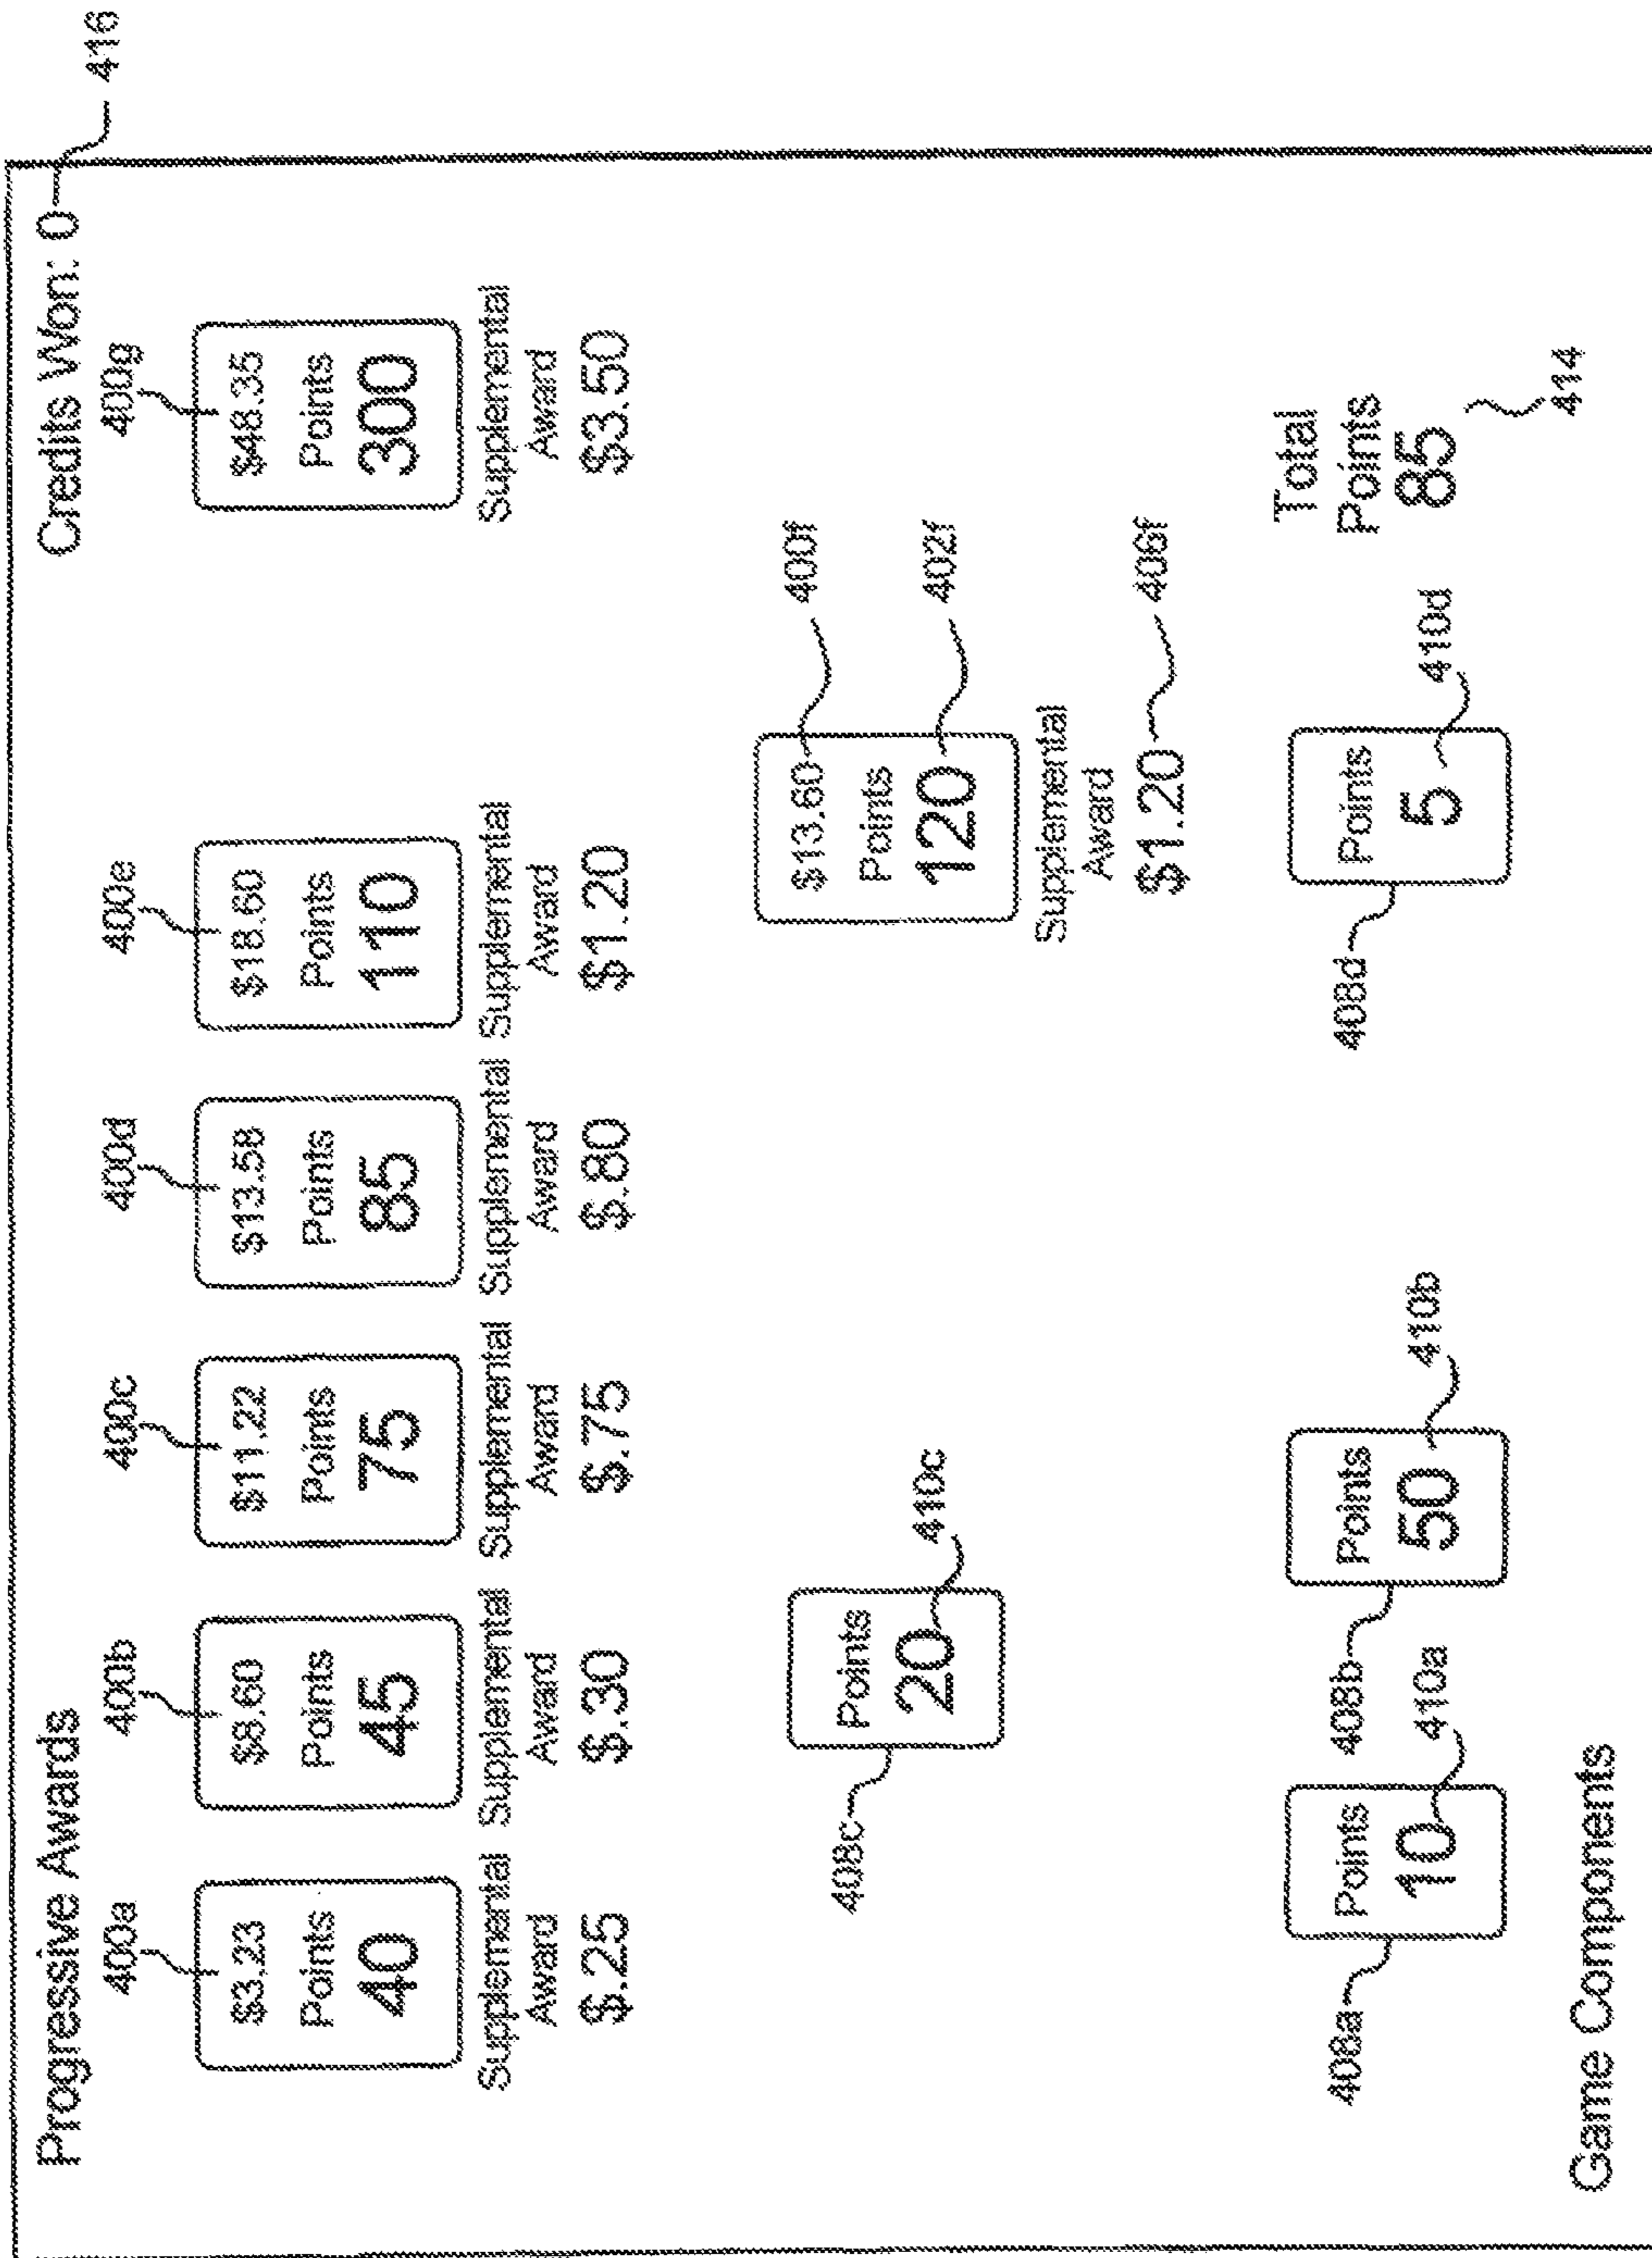 Progressive Awards
Credits Won: 0
416
400a
400b
400c
400d
400e
400g
$3.23
Points
40
Supplemental
Award
$.25
$8.60
Points
45
Supplemental
Award
$.30
$11.22
Points
75
Supplemental
Award
$.75
$13.58
Points
85
Supplemental
Award
$.80
$18.60
Points
110
Supplemental
Award
$1.20
$48.35
Points
300
Supplemental
Award
$3.50
408c
Points
20
410c
$13.60
Points
120
Supplemental
Award
$1.20
400f
402f
406f
408a
Points
10
410a
408b
Points
50
410b
408d
Points
5
410d
Total
Points
85
414
Game Components